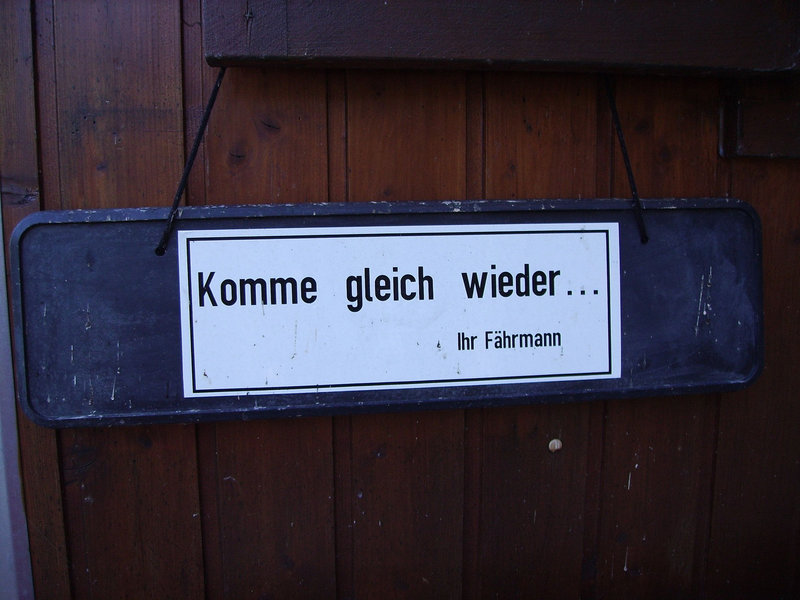 Komme gleich wieder...
Ihr Fährmann